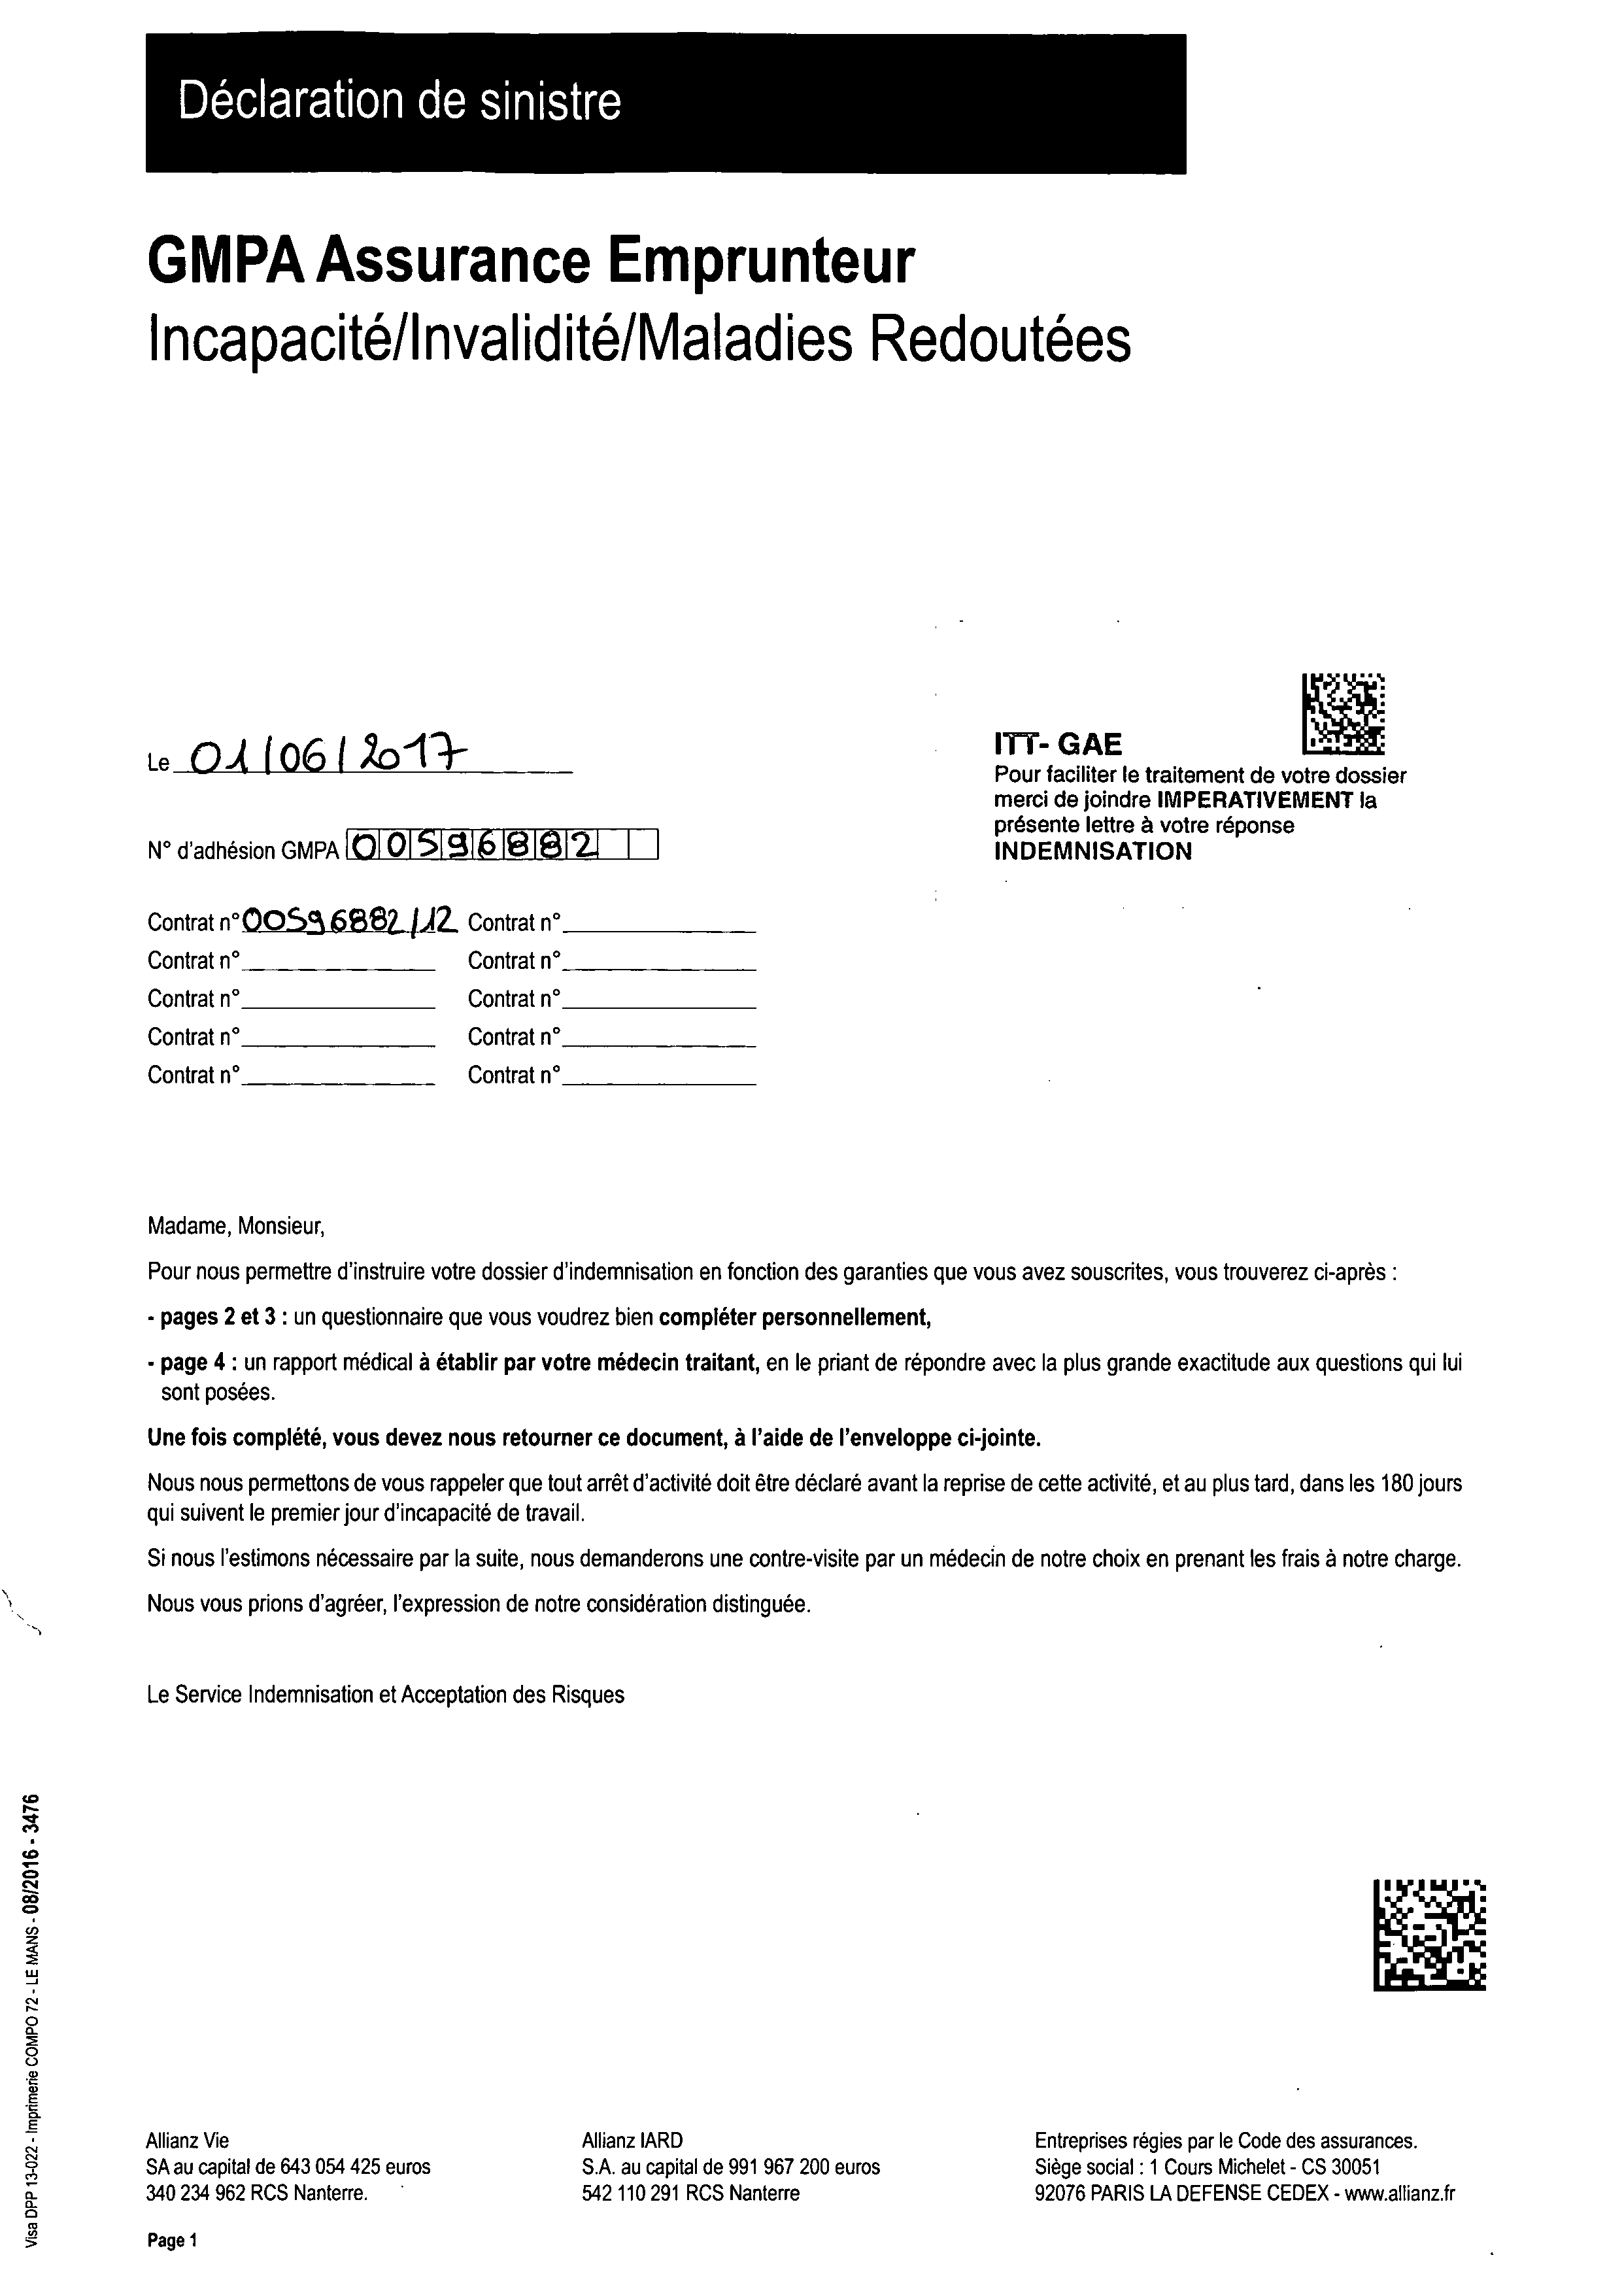 Déclaration de sinistre
GMPA Assurance Emprunteur
Incapacité/Invalidité/Maladies Redoutées
Le 01/06/2017
ITT- GAE
Pour faciliter le traitement de votre dossier
merci de joindre IMPERATIVEMENT la
présente lettre à votre réponse
INDEMNISATION
N° d'adhésion GMPA 00596882
Contrat n° 00596882/12 Contrat n°
Contrat n° Contrat n°
Contrat n° Contrat n°
Contrat n° Contrat n°
Contrat n° Contrat n°
Madame, Monsieur,
Pour nous permettre d'instruire votre dossier d'indemnisation en fonction des garanties que vous avez souscrites, vous trouverez ci-après :
- pages 2 et 3 : un questionnaire que vous voudrez bien compléter personnellement,
- page 4 : un rapport médical à établir par votre médecin traitant, en le priant de répondre avec la plus grande exactitude aux questions qui lui
sont posées.
Une fois complété, vous devez nous retourner ce document, à l'aide de l'enveloppe ci-jointe.
Nous nous permettons de vous rappeler que tout arrêt d'activité doit être déclaré avant la reprise de cette activité, et au plus tard, dans les 180 jours
qui suivent le premier jour d'incapacité de travail.
Si nous l'estimons nécessaire par la suite, nous demanderons une contre-visite par un médecin de notre choix en prenant les frais à notre charge.
Nous vous prions d'agréer, l'expression de notre considération distinguée.
Le Service Indemnisation et Acceptation des Risques
Visa DPP 13-022 - Imprimerie COMPO 72 - LE MANS - 08/2016 - 3476
Allianz Vie
SA au capital de 643 054 425 euros
340 234 962 RCS Nanterre.
Allianz IARD
S.A. au capital de 991 967 200 euros
542 110 291 RCS Nanterre
Entreprises régies par le Code des assurances.
Siège social : 1 Cours Michelet - CS 30051
92076 PARIS LA DEFENSE CEDEX - www.allianz.fr
Page 1